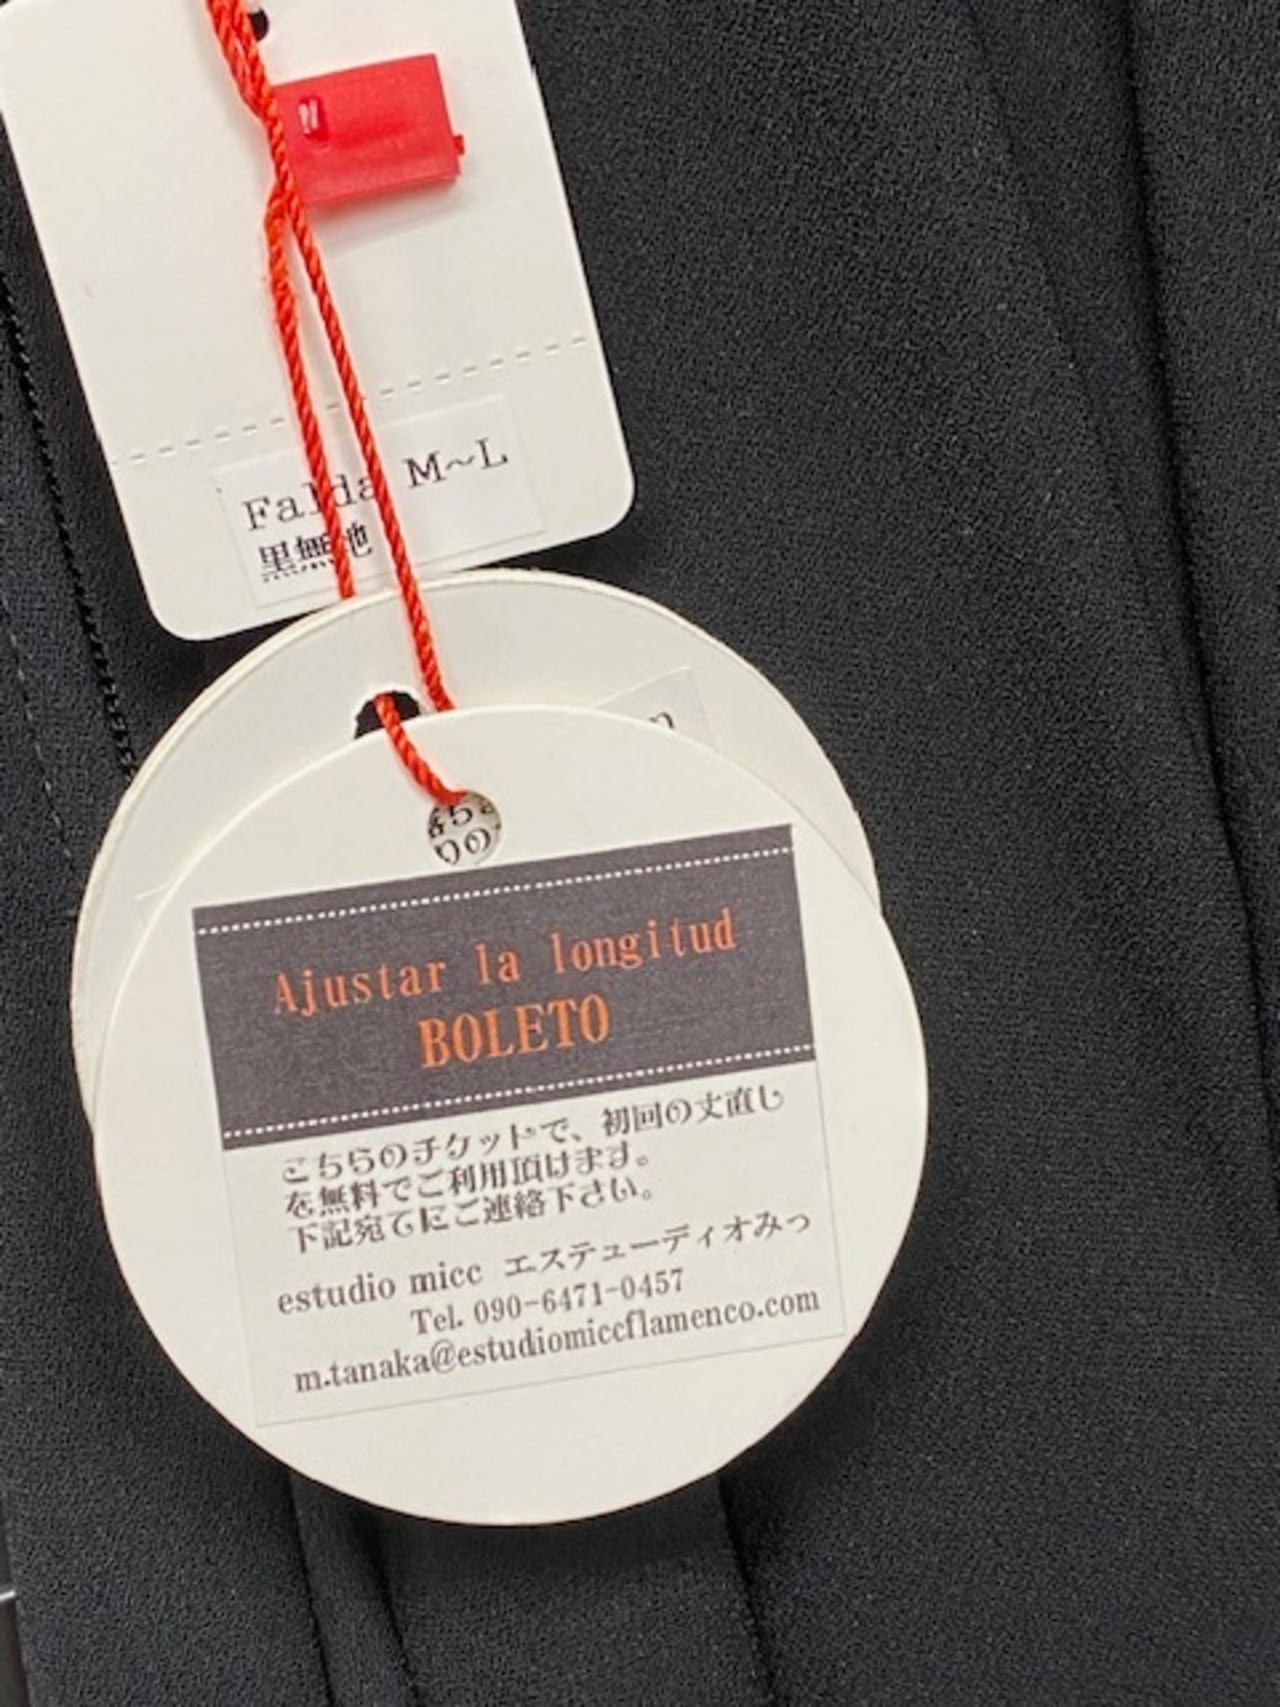 Falda M~L
黒無地
Ajustar la longitud
BOLETO
こちらのチケットで、初回の丈直し
を無料でご利用頂けます。
下記宛てにご連絡下さい。
estudio micc エステューディオみっ
Tel. 090-6471-0457
m.tanaka@estudiomiccflamenco.com